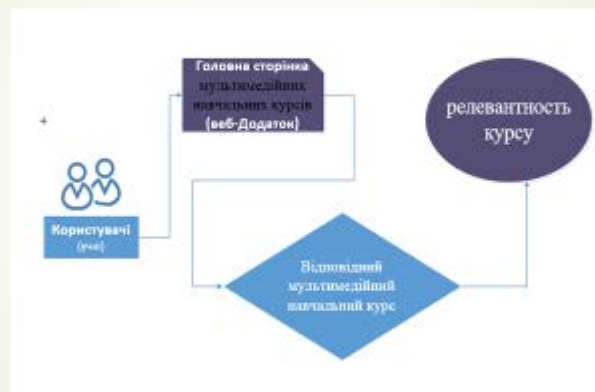 Головна сторінка
мультимедійних
навчальних курсів
(веб-Додаток)
релевантность
курсу
Користувачі
(учні)
Відповідний
мультимедійний
навчальний курс